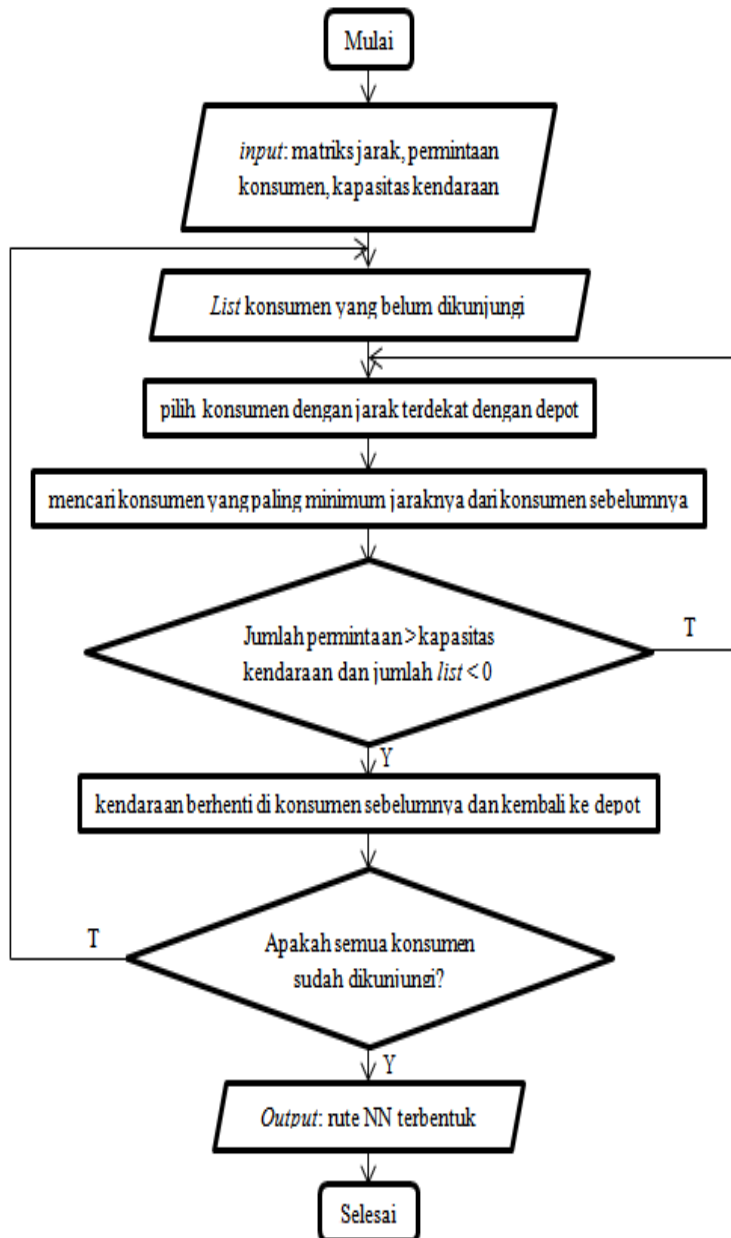 Mulai
input: matriks jarak, permintaan
konsumen, kapasitas kendaraan
List konsumen yang belum dikunjungi
pilih konsumen dengan jarak terdekat dengan depot
mencari konsumen yang paling minimum jaraknya dari konsumen sebelumnya
Jumlah permintaan > kapasitas
kendaraan dan jumlah list < 0
T
Y
kendaraan berhenti di konsumen sebelumnya dan kembali ke depot
T
Apakah semua konsumen
sudah dikunjungi?
Y
Output: rute NN terbentuk
Selesai